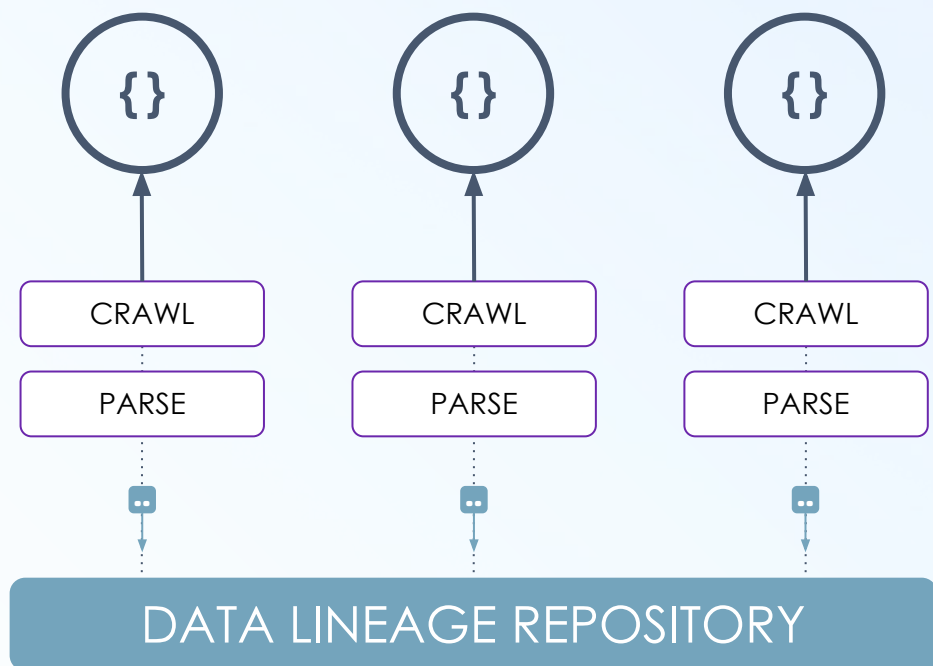 {} {} {}
CRAWL CRAWL CRAWL
PARSE PARSE PARSE
DATA LINEAGE REPOSITORY